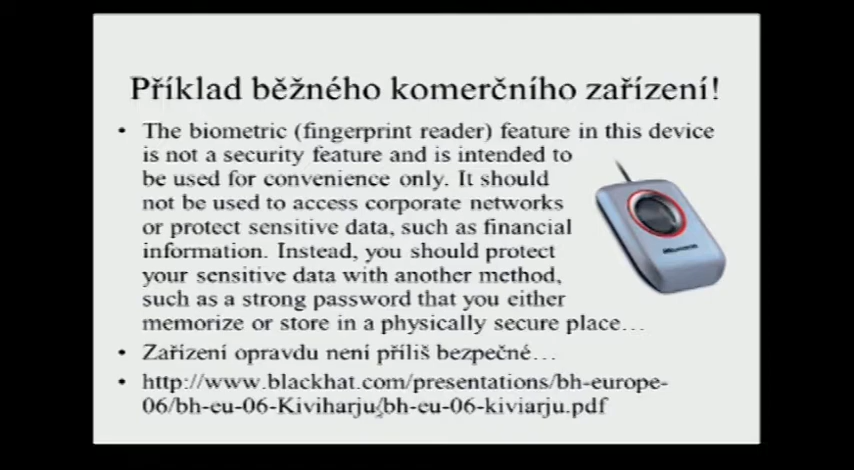 Příklad běžného komerčního zařízení!
• The biometric (fingerprint reader) feature in this device
is not a security feature and is intended to
be used for convenience only. It should
not be used to access corporate networks
or protect sensitive data, such as financial
information. Instead, you should protect
your sensitive data with another method,
such as a strong password that you either
memorize or store in a physically secure place…
• Zařízení opravdu není příliš bezpečné…
• http://www.blackhat.com/presentations/bh-europe-
06/bh-eu-06-Kiviharju/bh-eu-06-kiviarju.pdf